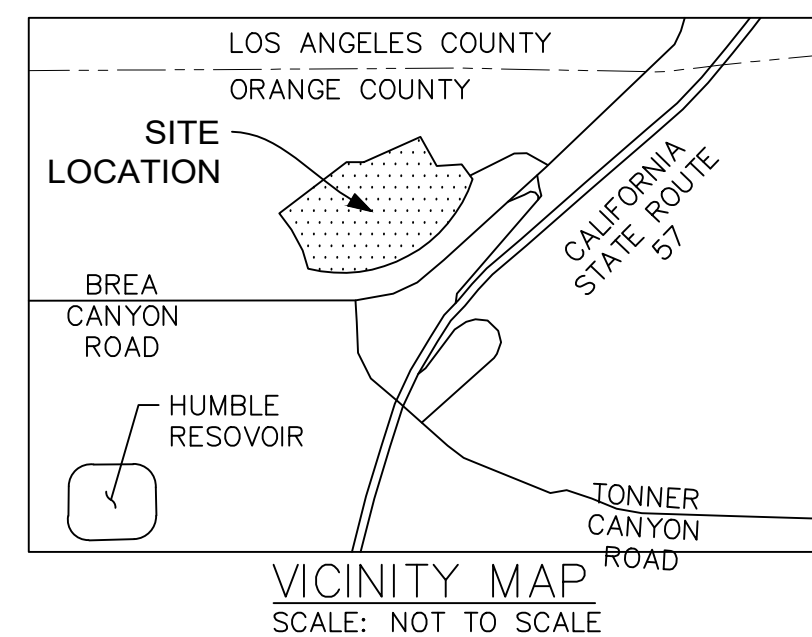 LOS ANGELES COUNTY
ORANGE COUNTY
SITE
LOCATION
CALIFORNIA
STATE ROUTE
57
BREA
CANYON
ROAD
HUMBLE
RESOVOIR
TONNER
CANYON
ROAD
VICINITY MAP
SCALE: NOT TO SCALE